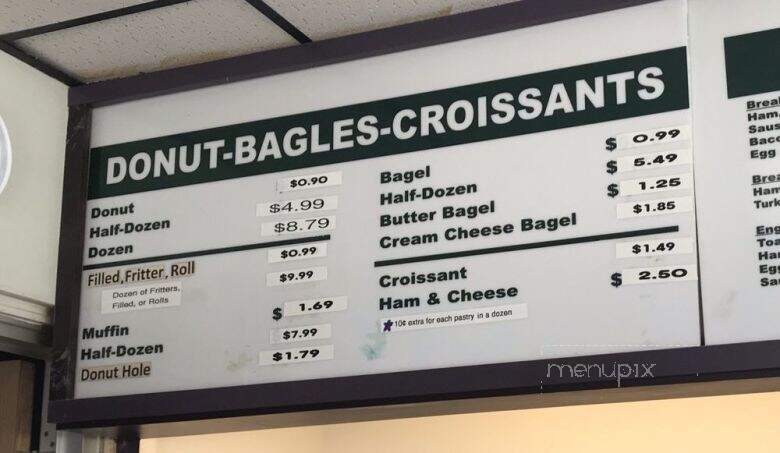 DONUT-BAGLES-CROISSANTS
Donut $0.90
Half-Dozen $4.99
Dozen $8.79
Filled,Fritter, Roll $0.99
Dozen of Fritters, Filled, or Rolls $9.99
Muffin $ 1.69
Half-Dozen $7.99
Donut Hole $1.79
Bagel $ 0.99
Half-Dozen $ 5.49
Butter Bagel $ 1.25
Cream Cheese Bagel $1.85
Croissant $1.49
Ham & Cheese $ 2.50
10¢ extra for each pastry in a dozen
Ham
Egg
menupix